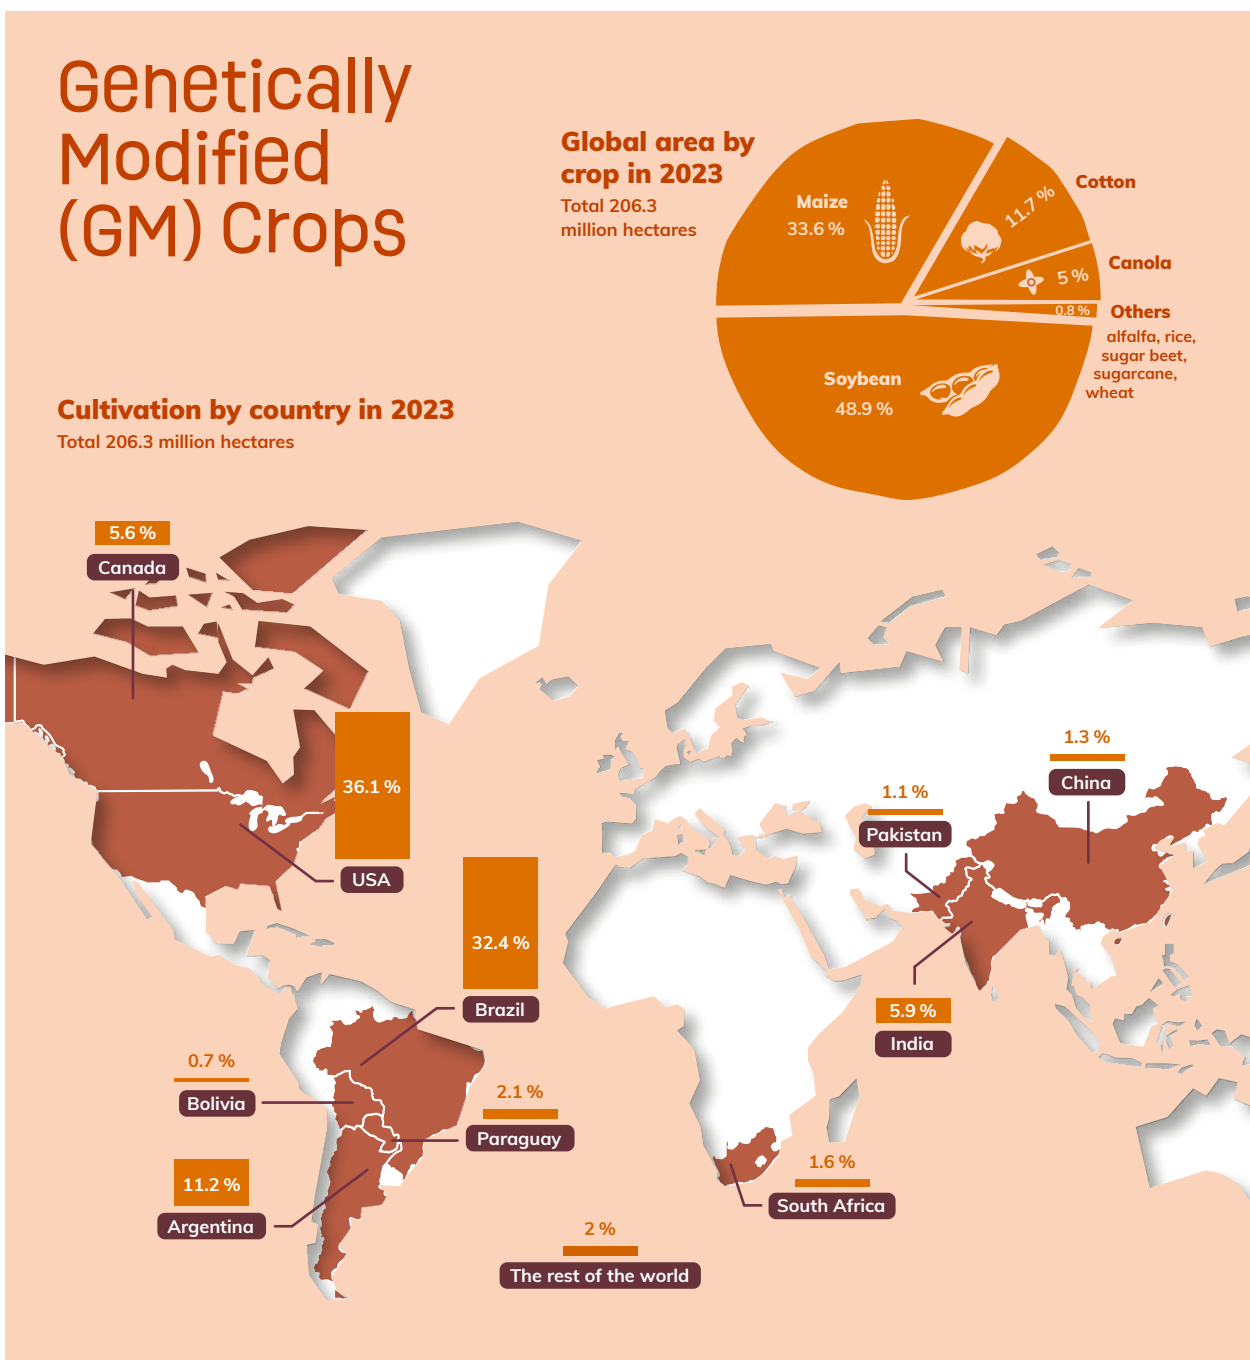 Genetically
Modified
(GM) Crops
Global area by
crop in 2023
Total 206.3
million hectares
Maize
33.6 %
11.7 %
Cotton
5 %
Canola
0.8 %
Others
alfalfa, rice,
sugar beet,
sugarcane,
wheat
Soybean
48.9 %
Cultivation by country in 2023
Total 206.3 million hectares
5.6 %
Canada
36.1 %
USA
32.4 %
Brazil
0.7 %
Bolivia
2.1 %
Paraguay
11.2 %
Argentina
1.3 %
China
1.1 %
Pakistan
5.9 %
India
1.6 %
South Africa
2 %
The rest of the world